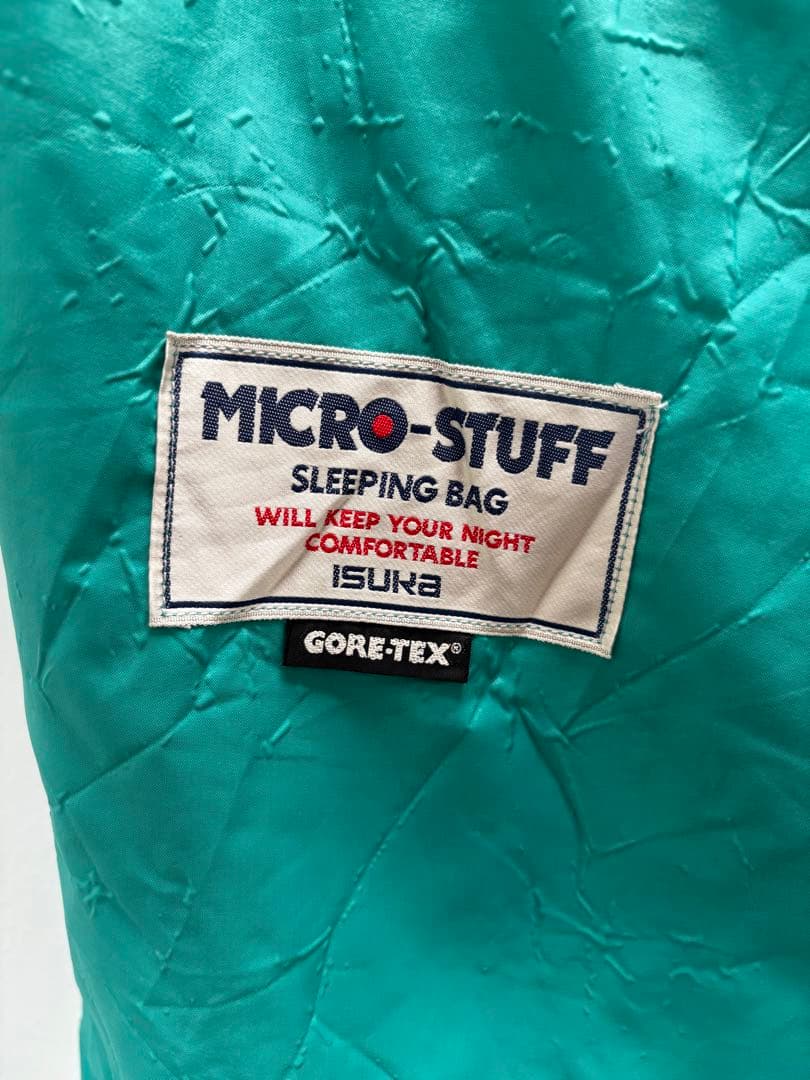 MICRO-STUFF
SLEEPING BAG
WILL KEEP YOUR NIGHT
COMFORTABLE
ISUKa
GORE-TEX®